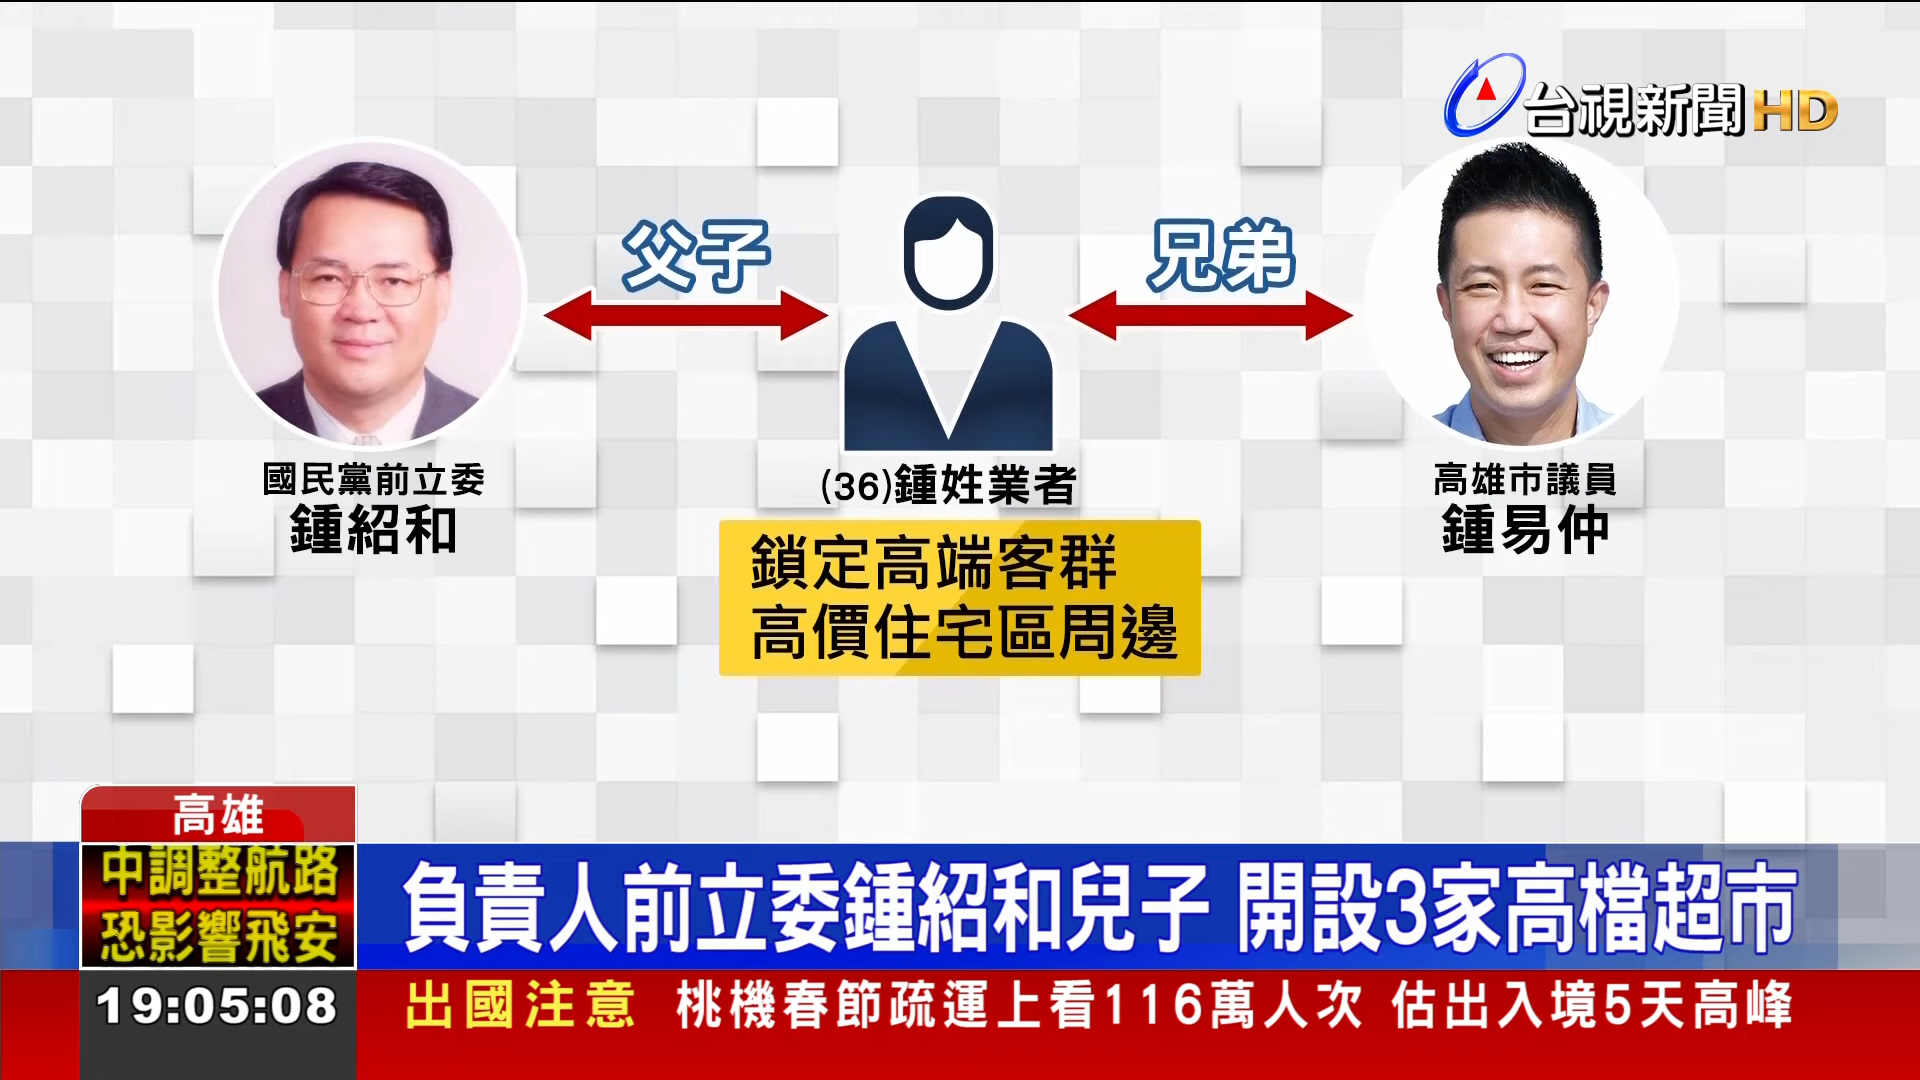 台視新聞HD
父子
兄弟
國民黨前立委
鍾紹和
(36)鍾姓業者
高雄市議員
鍾易仲
鎖定高端客群
高價住宅區周邊
高雄
中調整航路
恐影響飛安
負責人前立委鍾紹和兒子 開設3家高檔超市
19:05:08
出國注意 桃機春節疏運上看116萬人次 估出入境5天高峰